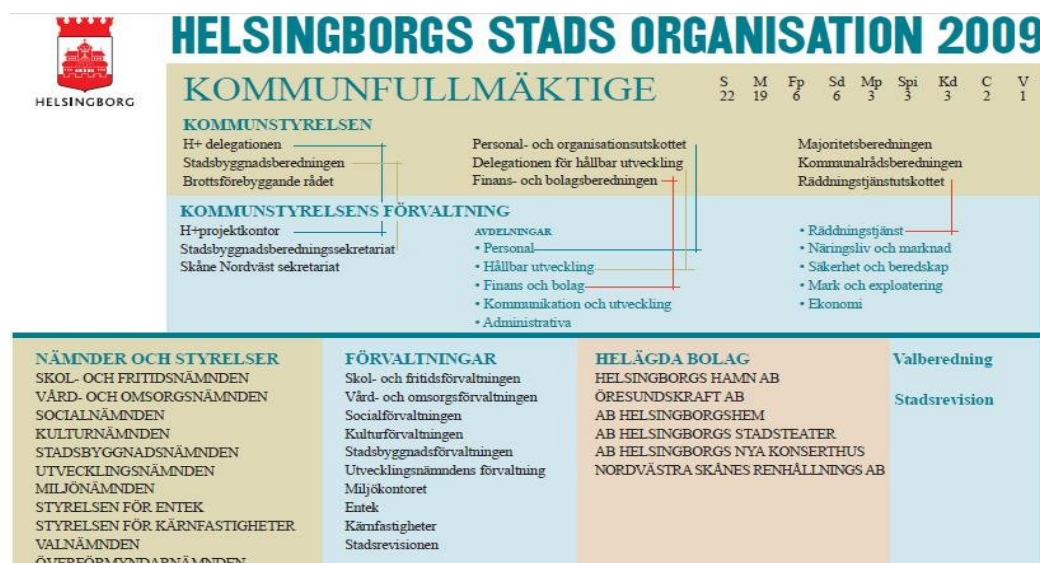 HELSINGBORG
HELSINGBORGS STADS ORGANISATION 2009
KOMMUNFULLMÄKTIGE
S M Fp Sd Mp Spi Kd C V
22 19 6 6 3 3 3 2 1
KOMMUNSTYRELSEN
H+ delegationen
Stadsbyggnadsberedningen
Brottsförebyggande rådet
Personal- och organisationsutskottet
Delegationen för hållbar utveckling
Finans- och bolagsberedningen
Majoritetsberedningen
Kommunalrådsberedningen
Räddningstjänstutskottet
KOMMUNSTYRELSENS FÖRVALTNING
H+projektkontor
Stadsbyggnadsberedningssekretariat
Skåne Nordväst sekretariat
AVDELNINGAR
• Personal
• Hållbar utveckling
• Finans och bolag
• Kommunikation och utveckling
• Administrativa
• Räddningstjänst
• Näringsliv och marknad
• Säkerhet och beredskap
• Mark och exploatering
• Ekonomi
NÄMNDER OCH STYRELSER
SKOL- OCH FRITIDSNÄMNDEN
VÅRD- OCH OMSORGSNÄMNDEN
SOCIALNÄMNDEN
KULTURNÄMNDEN
STADSBYGGNADSNÄMNDEN
UTVECKLINGSNÄMNDEN
MILJÖNÄMNDEN
STYRELSEN FÖR ENTEK
STYRELSEN FÖR KÄRNFASTIGHETER
VALNÄMNDEN
ÖVERFÖRMYNDARNÄMNDEN
FÖRVALTNINGAR
Skol- och fritidsförvaltningen
Vård- och omsorgsförvaltningen
Socialförvaltningen
Kulturförvaltningen
Stadsbyggnadsförvaltningen
Utvecklingsnämndens förvaltning
Miljökontoret
Entek
Kärnfastigheter
Stadsrevisionen
HELÄGDA BOLAG
HELSINGBORGS HAMN AB
ÖRESUNDSKRAFT AB
AB HELSINGBORGSHEM
AB HELSINGBORGS STADSTEATER
AB HELSINGBORGS NYA KONSERTHUS
NORDVÄSTRA SKÅNES RENHÅLLNINGS AB
Valberedning
Stadsrevision